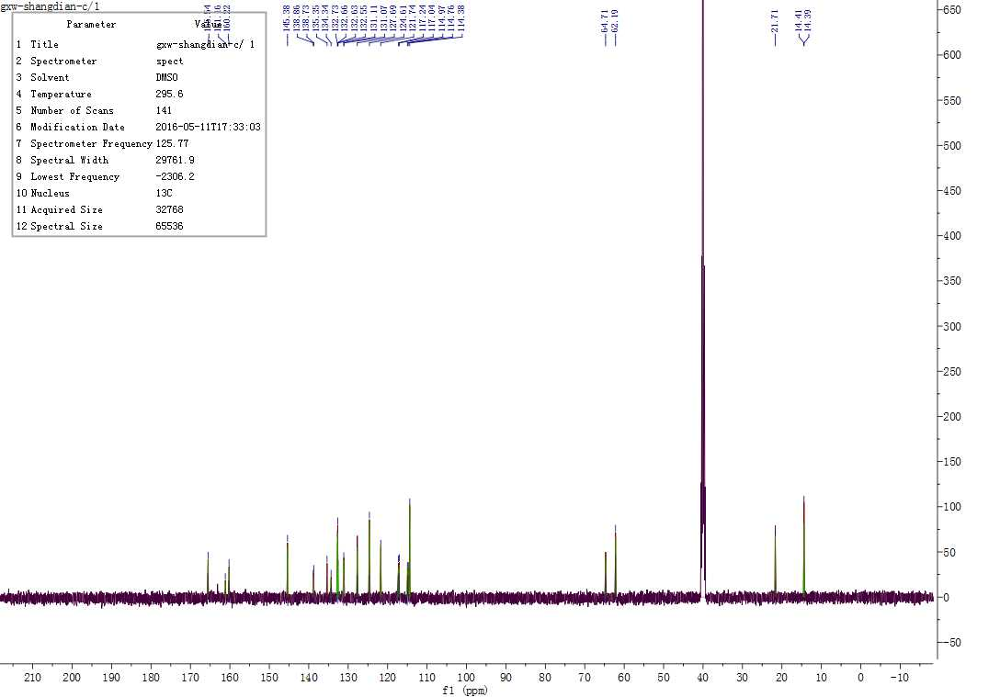 gxw-shangdian-c/1
Parameter Value
1 Title gxw-shangdian-c/ 1
2 Spectrometer spect
3 Solvent DMSO
4 Temperature 295.6
5 Number of Scans 141
6 Modification Date 2016-05-11T17:33:03
7 Spectrometer Frequency 125.77
8 Spectral Width 29761.9
9 Lowest Frequency -2306.2
10 Nucleus 13C
11 Acquired Size 32768
12 Spectral Size 65536
160.22
145.38
138.86
138.73
135.35
134.34
132.73
132.66
132.63
132.55
131.11
131.07
127.69
124.61
121.74
117.24
117.04
114.97
114.76
114.38
64.71
62.19
21.71
14.41
14.39
650
600
550
500
450
400
350
300
250
200
150
100
50
0
-50
210 200 190 180 170 160 150 140 130 120 110 100 90 80 70 60 50 40 30 20 10 0 -10
f1 (ppm)